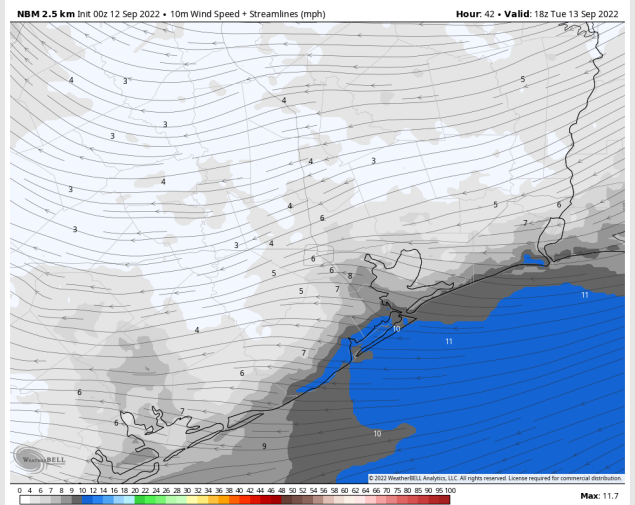 NBM 2.5 km Init 00z 12 Sep 2022 • 10m Wind Speed + Streamlines (mph) Hour: 42 • Valid: 18z Tue 13 Sep 2022
4 3 5
4
3
3
4 3
4
3
4 5 6
6 7
3
3 4
6
6 8
5
5 7 11
10
4 11
7
6
6
7
6
10
9
WeatherBELL
© 2022 WeatherBELL Analytics, LLC. All rights reserved. License required for commercial distribution.
0 4 6 7 8 9 10 12 14 16 18 20 22 24 26 28 30 32 34 36 38 40 42 44 46 48 50 52 54 56 58 60 62 64 66 68 70 75 80 85 90 95 100
Max: 11.7